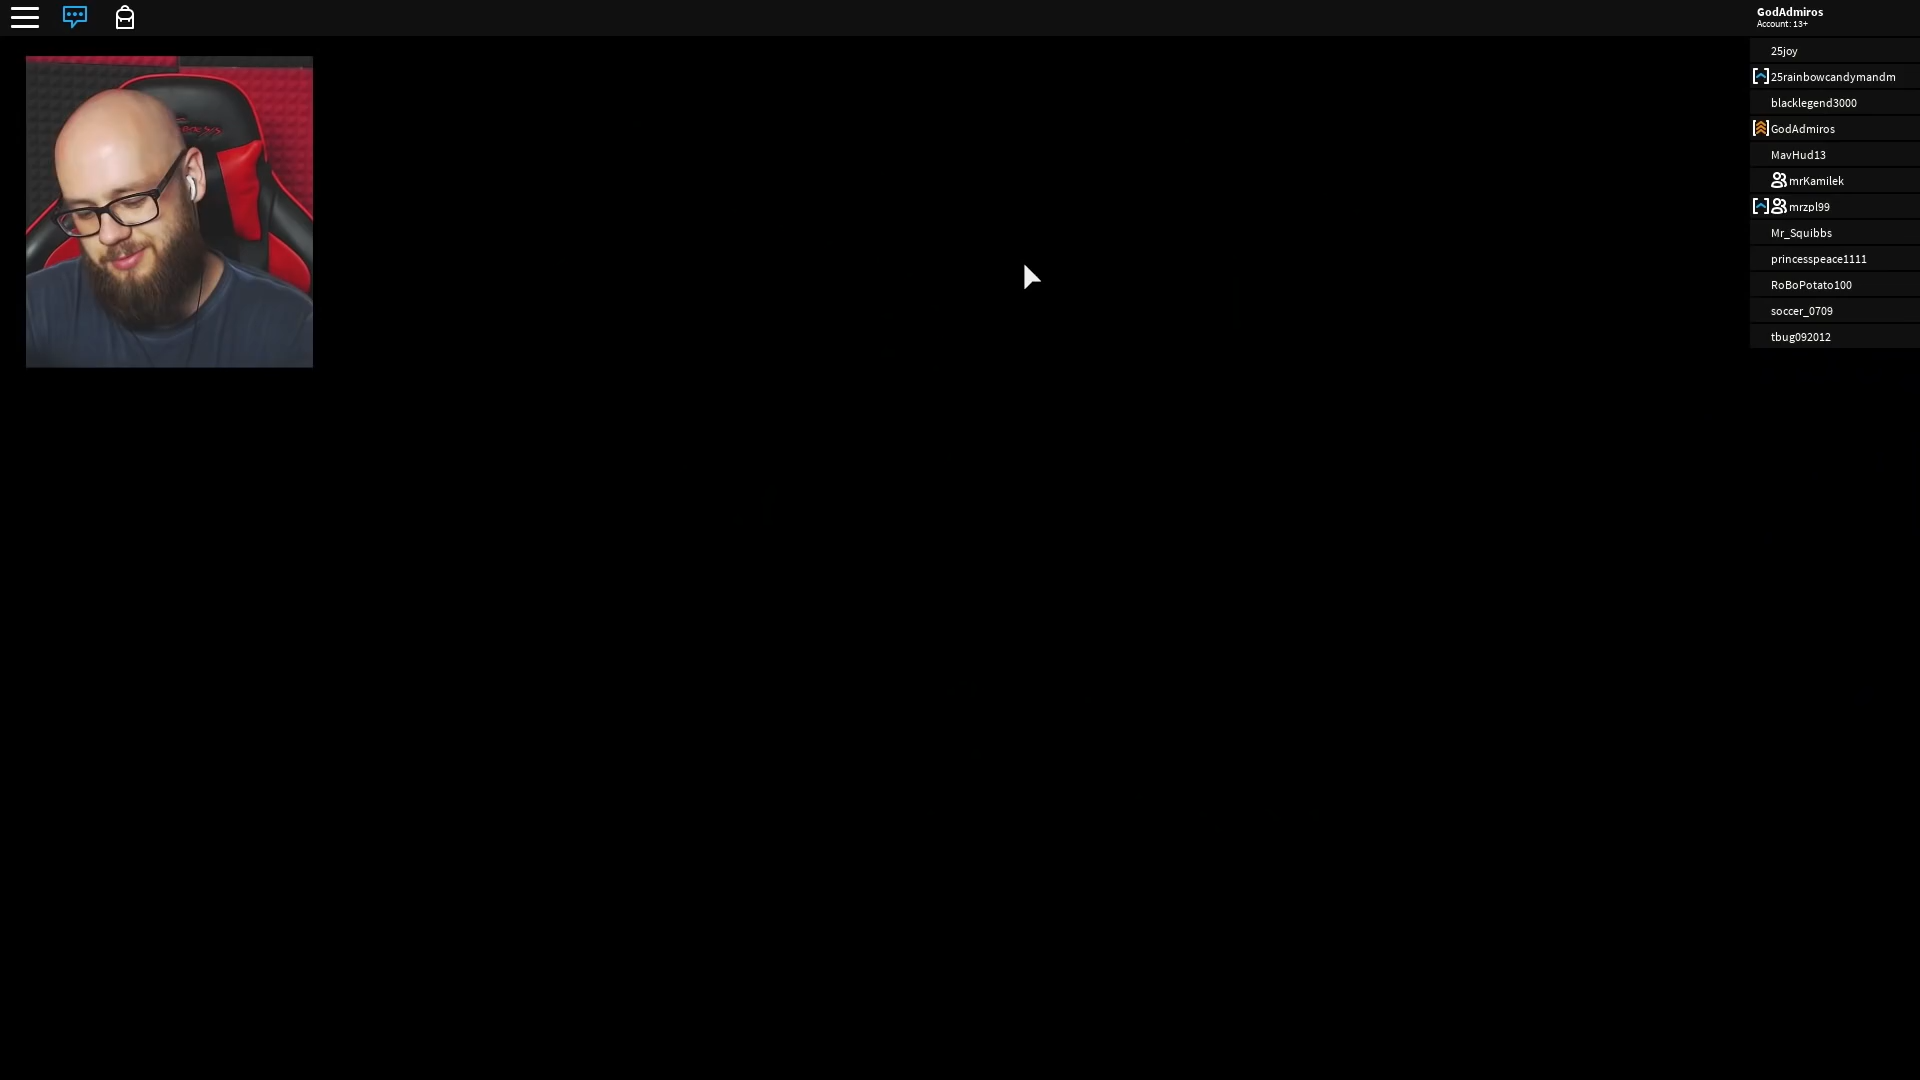 GodAdmiros
Account: 13+
25joy
25rainbowcandymandm
blacklegend3000
GodAdmiros
MavHud13
mrKamilek
mrzpl99
Mr_Squibbs
princesspeace1111
RoBoPotato100
soccer_0709
tbug092012